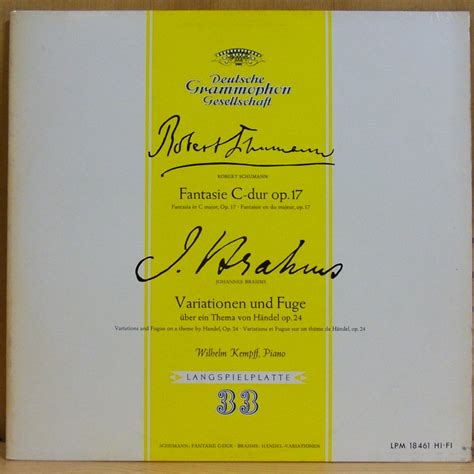 Deutsche
Grammophon
Gesellschaft
Robert Schumann
ROBERT SCHUMANN
Fantasie C-dur op.17
Fantasia in C major, Op. 17 · Fantaisie en do majeur, op. 17
J. Brahms
JOHANNES BRAHMS
Variationen und Fuge
über ein Thema von Händel op. 24
Variations and Fugue on a theme by Handel, Op. 24 · Variations et Fugue sur un thème de Händel, op. 24
Wilhelm Kempff, Piano
LANGSPIELPLATTE
33
LPM 18461 HI-FI
SCHUMANN: FANTASIE C-DUR · BRAHMS: HÄNDEL-VARIATIONEN